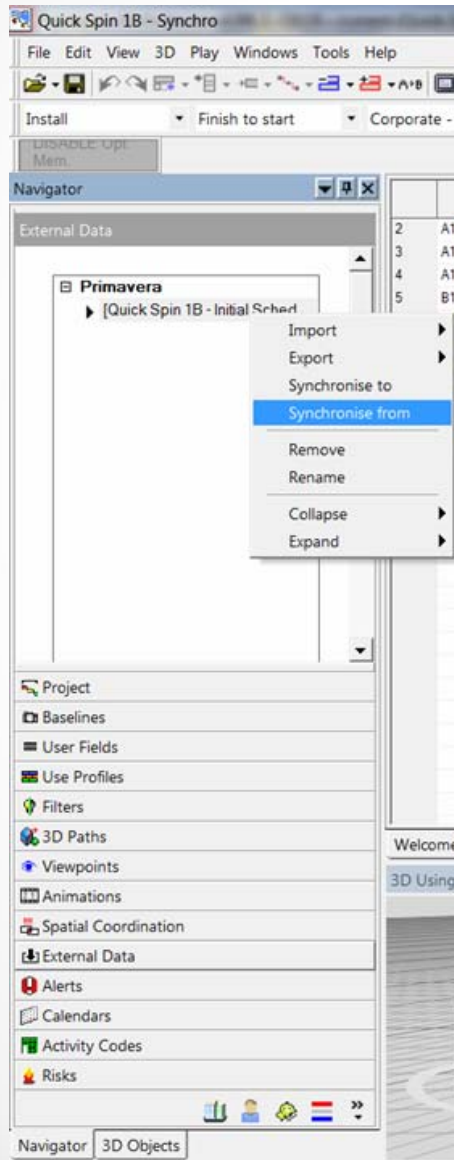 Quick Spin 1B - Synchro
File Edit View 3D Play Windows Tools Help
A›B
Install Finish to start Corporate -
DISABLE Opt.
Mem.
Navigator
External Data
2 A1
3 A1
4 A1
5 B1
Primavera
[Quick Spin 1B - Initial Sched
Import
Export
Synchronise to
Synchronise from
Remove
Rename
Collapse
Expand
Project
Baselines
User Fields
Use Profiles
Filters
3D Paths
Viewpoints
Animations
Spatial Coordination
External Data
Alerts
Calendars
Activity Codes
Risks
Welcome
3D Using
Navigator 3D Objects